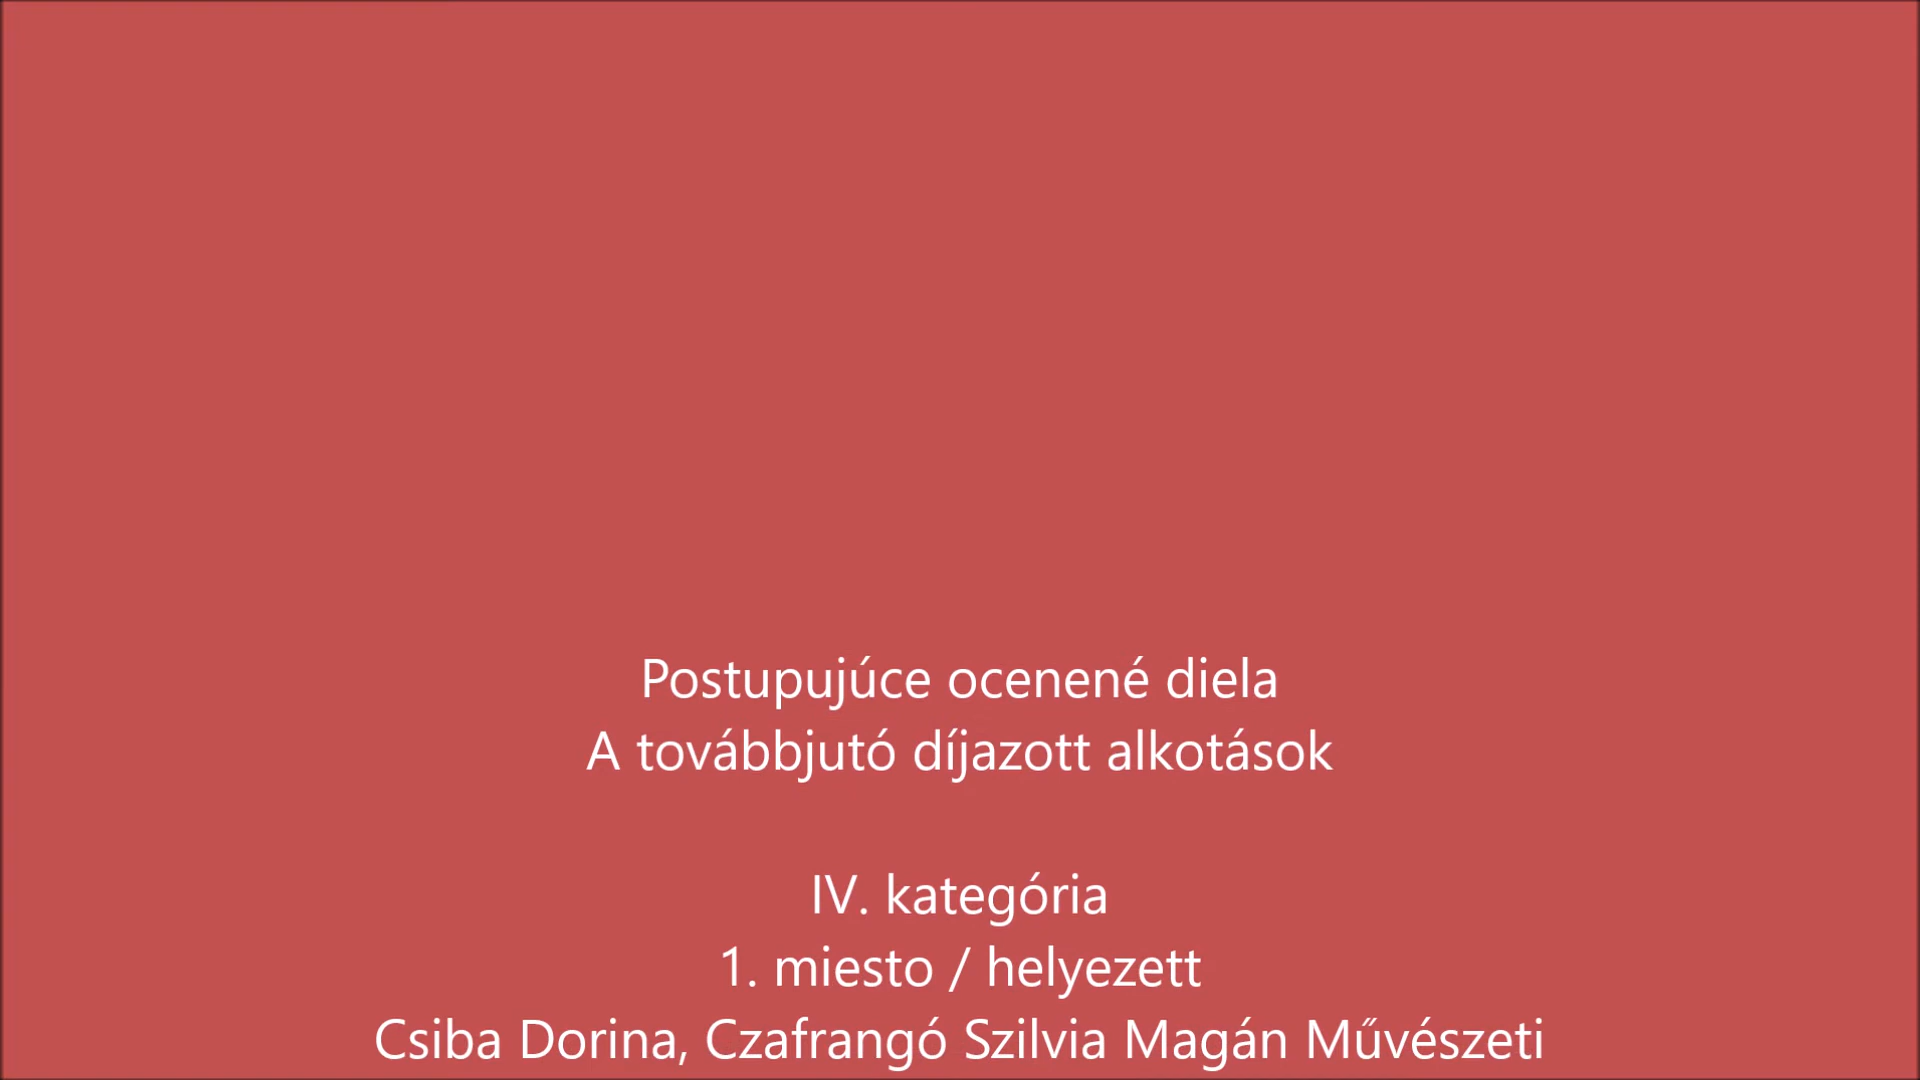 Postupujúce ocenené diela
A továbbjutó díjazott alkotások
IV. kategória
1. miesto / helyezett
Csiba Dorina, Czafrangó Szilvia Magán Művészeti